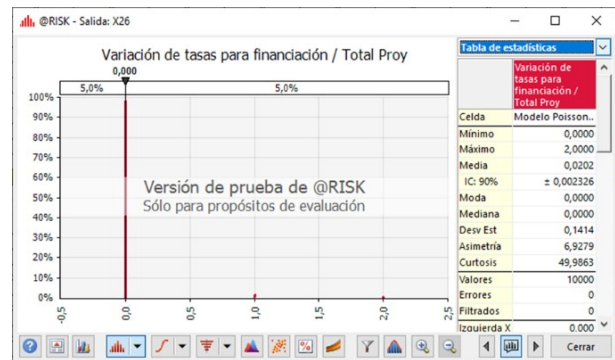 @RISK - Salida: X26
Variación de tasas para financiación / Total Proy
0,000
5,0% 5,0%
100%
90%
80%
70%
60%
50%
40%
30%
20%
10%
0%
-0,5 0,0 0,5 1,0 1,5 2,0 2,5
Versión de prueba de @RISK
Sólo para propósitos de evaluación
Tabla de estadísticas
Variación de
tasas para
financiación /
Total Proy
Celda Modelo Poisson..
Mínimo 0,0000
Máximo 2,0000
Media 0,0202
IC: 90% ± 0,002326
Moda 0,0000
Mediana 0,0000
Desv Est 0,1414
Asimetría 6,9279
Curtosis 49,9863
Valores 10000
Errores 0
Filtrados 0
Izquierda X 0.000
Cerrar